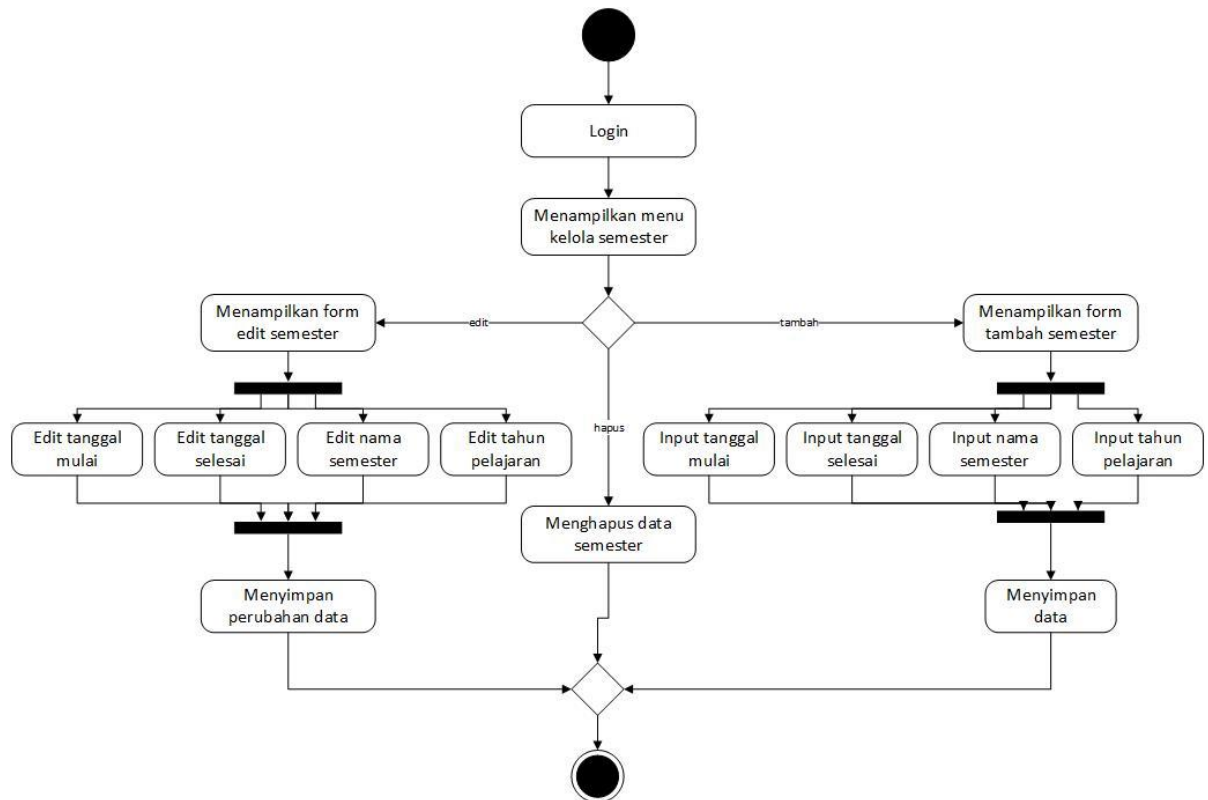 Login
Menampilkan menu
kelola semester
Menampilkan form
edit semester
edit
tambah
Menampilkan form
tambah semester
Edit tanggal
mulai
Edit tanggal
selesai
Edit nama
semester
Edit tahun
pelajaran
hapus
Input tanggal
mulai
Input tanggal
selesai
Input nama
semester
Input tahun
pelajaran
Menghapus data
semester
Menyimpan
perubahan data
Menyimpan
data